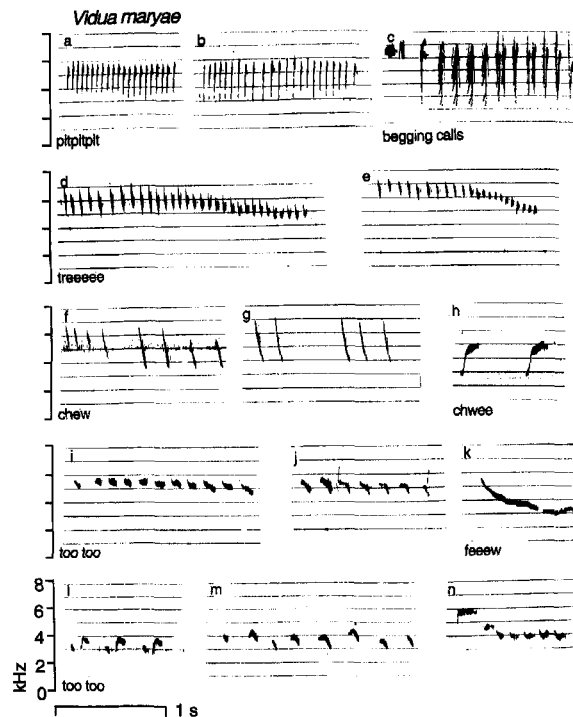 Vidua maryae
a b c
pitpitpit begging calls
d e
treeeee
f g h
chew chwee
i j k
too too feeew
l m n
8
6
4
2
0
kHz
too too
1 s